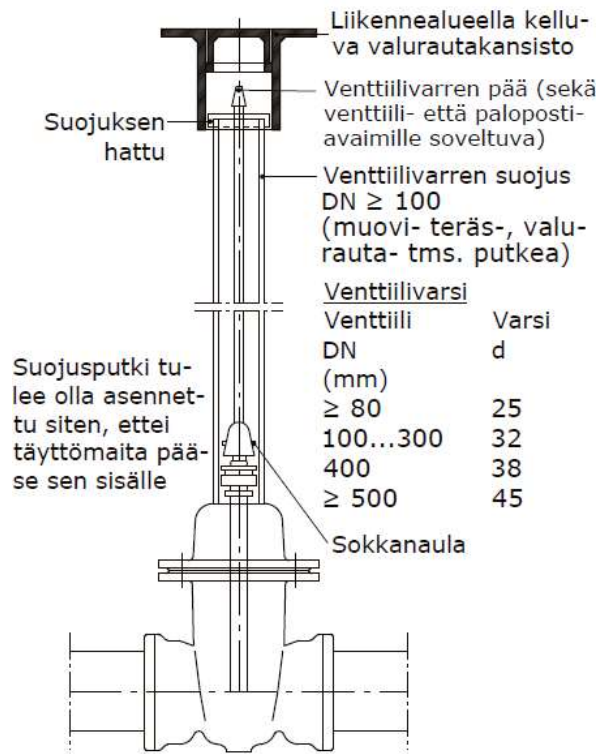 Liikennealueella kellu-
va valurautakansisto
Venttiilivarren pää (sekä
venttiili- että paloposti-
avaimille soveltuva)
Suojuksen
hattu
Venttiilivarren suojus
DN ≥ 100
(muovi- teräs-, valu-
rauta- tms. putkea)
Venttiilivarsi
Venttiili Varsi
DN d
(mm)
≥ 80 25
100...300 32
400 38
≥ 500 45
Suojusputki tu-
lee olla asennet-
tu siten, ettei
täyttömaita pää-
se sen sisälle
Sokkanaula